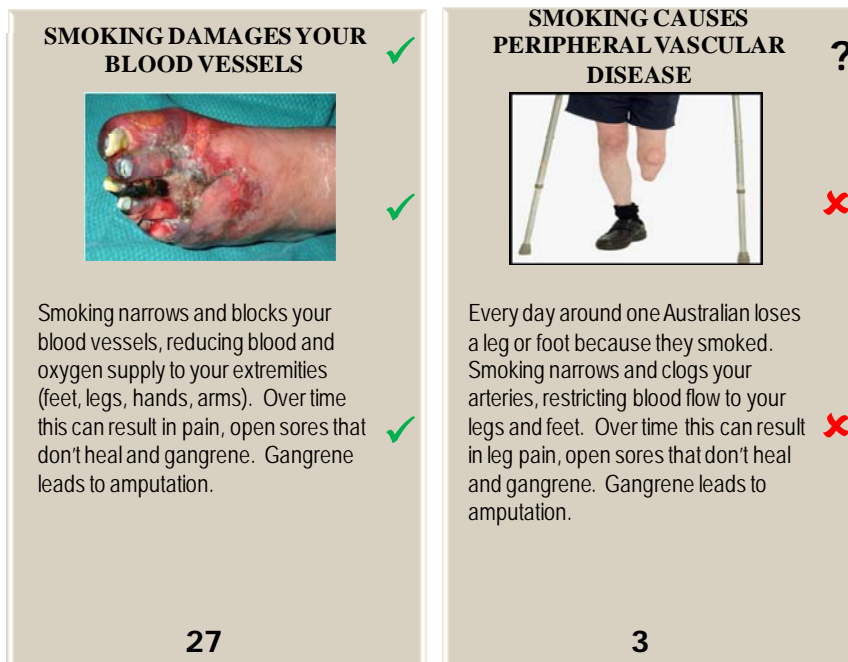 SMOKING DAMAGES YOUR
BLOOD VESSELS
Smoking narrows and blocks your
blood vessels, reducing blood and
oxygen supply to your extremities
(feet, legs, hands, arms).  Over time
this can result in pain, open sores that
don't heal and gangrene.  Gangrene
leads to amputation.
27
SMOKING CAUSES
PERIPHERAL VASCULAR
DISEASE
?
Every day around one Australian loses
a leg or foot because they smoked.
Smoking narrows and clogs your
arteries, restricting blood flow to your
legs and feet.  Over time this can result
in leg pain, open sores that don't heal
and gangrene.  Gangrene leads to
amputation.
3